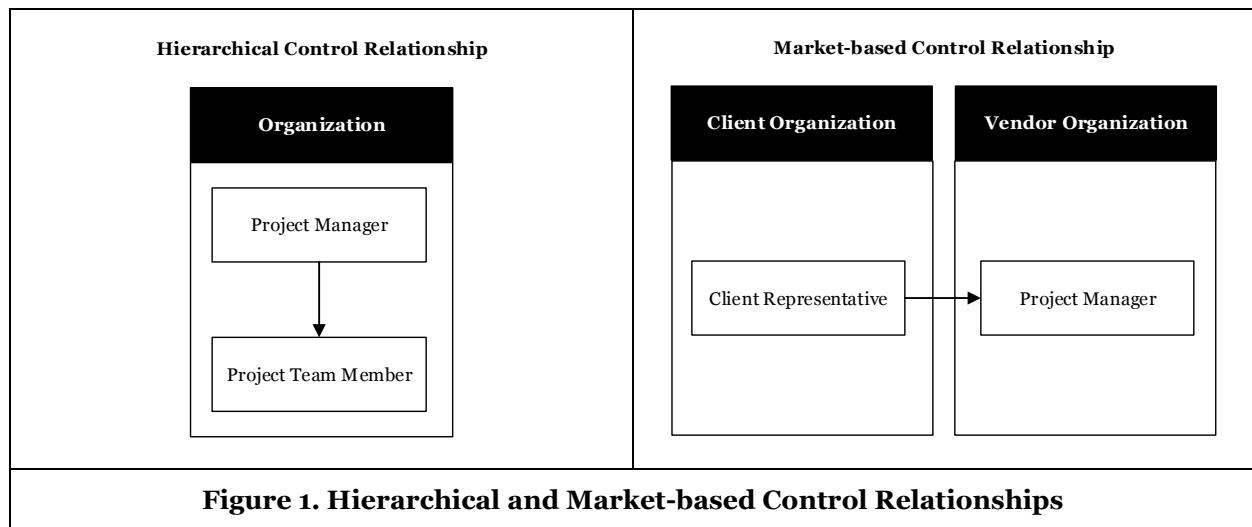 Hierarchical Control Relationship
Organization
Project Manager
Project Team Member
Market-based Control Relationship
Client Organization
Vendor Organization
Client Representative
Project Manager
Figure 1. Hierarchical and Market-based Control Relationships